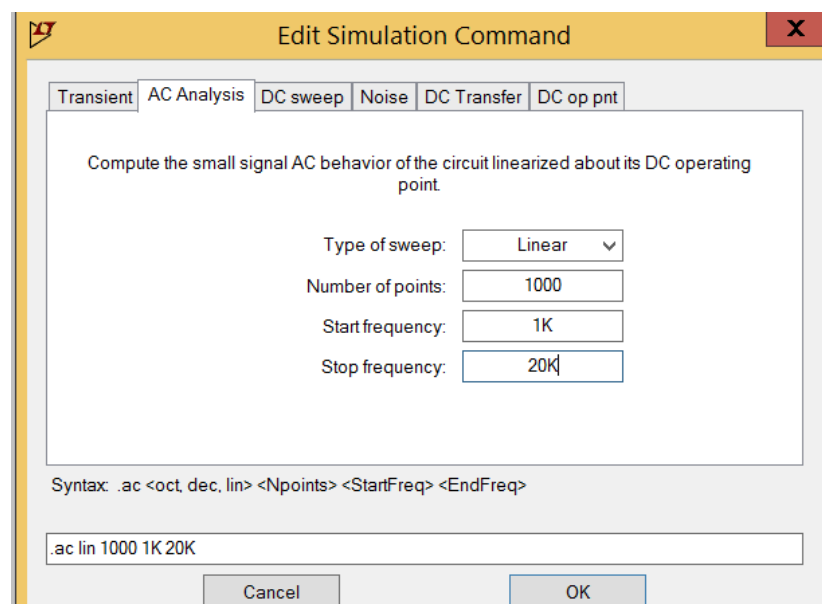 Edit Simulation Command
X
Transient AC Analysis DC sweep Noise DC Transfer DC op pnt
Compute the small signal AC behavior of the circuit linearized about its DC operating
point.
Type of sweep: Linear
Number of points: 1000
Start frequency: 1K
Stop frequency: 20K
Syntax: .ac <oct, dec, lin> <Npoints> <StartFreq> <EndFreq>
.ac lin 1000 1K 20K
Cancel OK